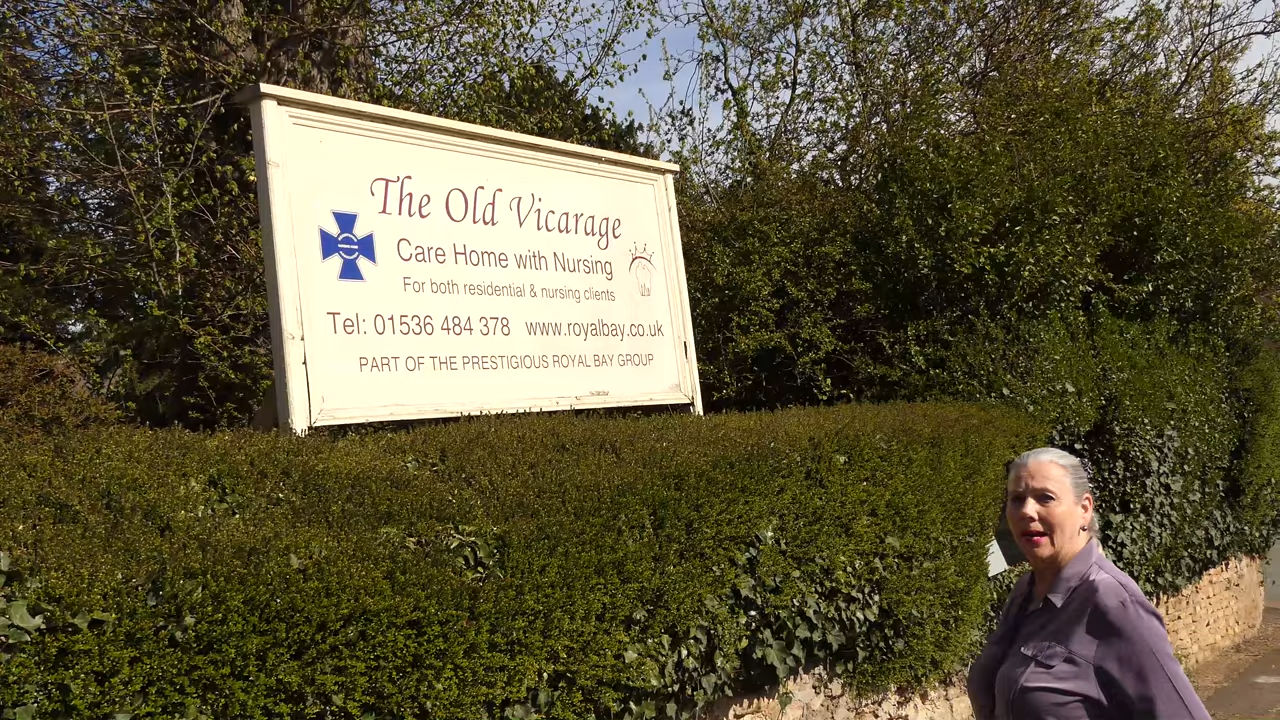 The Old Vicarage
Care Home with Nursing
For both residential & nursing clients
Tel: 01536 484 378 www.royalbay.co.uk
PART OF THE PRESTIGIOUS ROYAL BAY GROUP